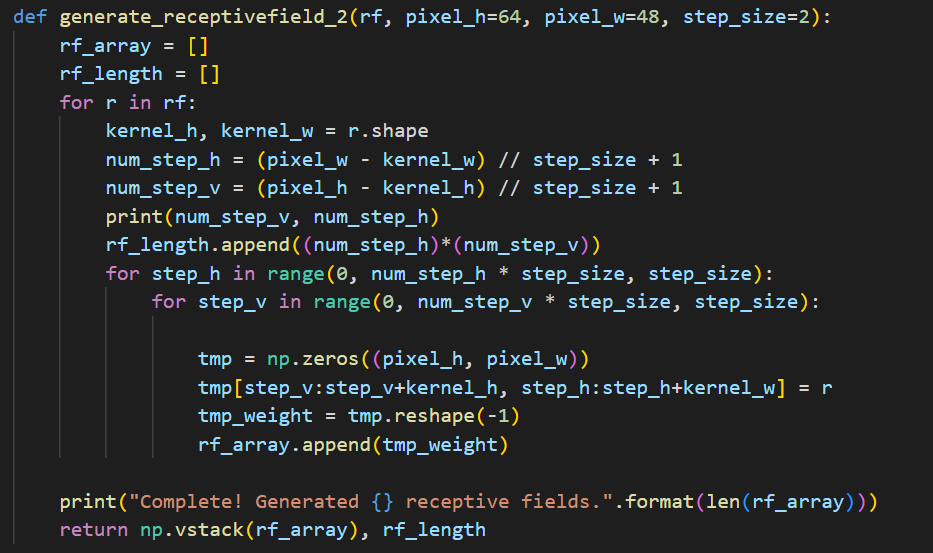 def generate_receptivefield_2(rf, pixel_h=64, pixel_w=48, step_size=2):
    rf_array = []
    rf_length = []
    for r in rf:
        kernel_h, kernel_w = r.shape
        num_step_h = (pixel_w - kernel_w) // step_size + 1
        num_step_v = (pixel_h - kernel_h) // step_size + 1
        print(num_step_v, num_step_h)
        rf_length.append((num_step_h)*(num_step_v))
        for step_h in range(0, num_step_h * step_size, step_size):
            for step_v in range(0, num_step_v * step_size, step_size):

                tmp = np.zeros((pixel_h, pixel_w))
                tmp[step_v:step_v+kernel_h, step_h:step_h+kernel_w] = r
                tmp_weight = tmp.reshape(-1)
                rf_array.append(tmp_weight)

    print("Complete! Generated {} receptive fields.".format(len(rf_array)))
    return np.vstack(rf_array), rf_length